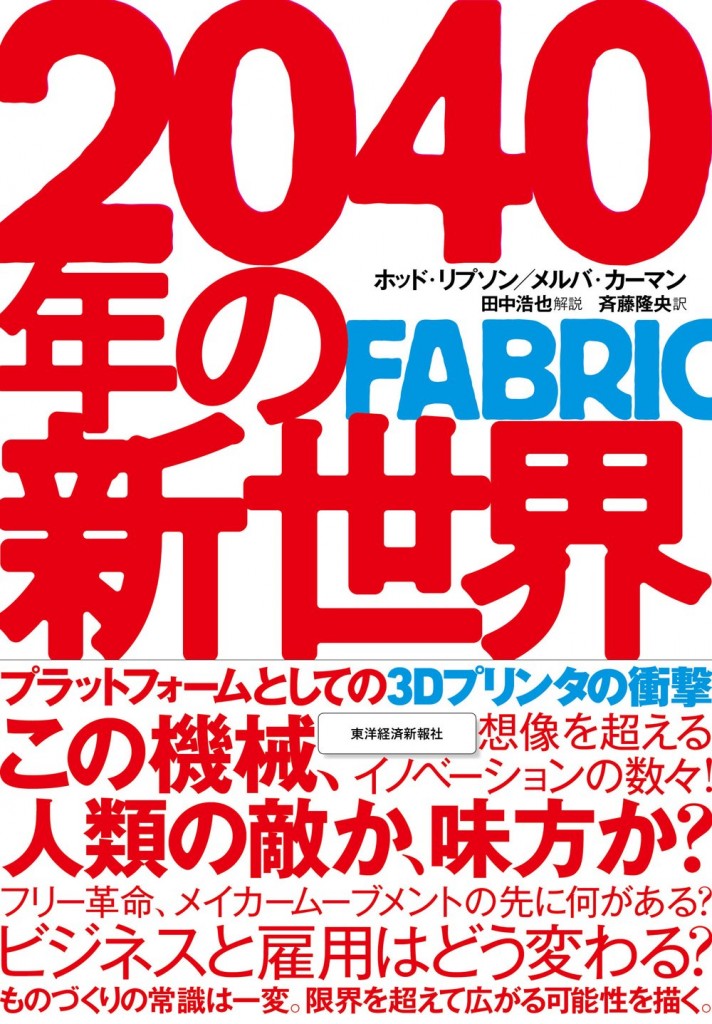 2040
年の
ホッド・リプソン／メルバ・カーマン
田中浩也解説 斉藤隆央訳
FABRIC
新世界
プラットフォームとしての3Dプリンタの衝撃
この機械、
東洋経済新報社
想像を超える
イノベーションの数々!
人類の敵か、味方か?
フリー革命、メイカームーブメントの先に何がある?
ビジネスと雇用はどう変わる?
ものづくりの常識は一変。限界を超えて広がる可能性を描く。